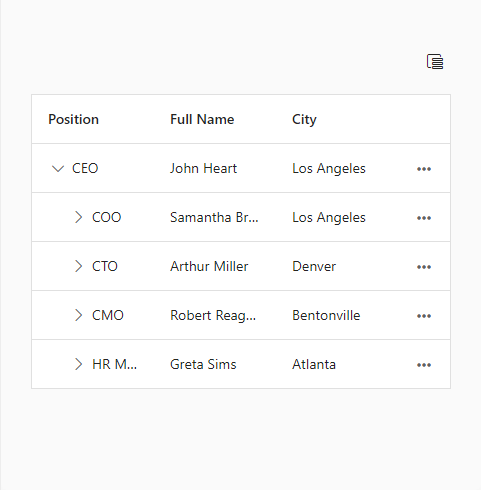 Position Full Name City
CEO John Heart Los Angeles
COO Samantha Br... Los Angeles
CTO Arthur Miller Denver
CMO Robert Reag... Bentonville
HR M... Greta Sims Atlanta